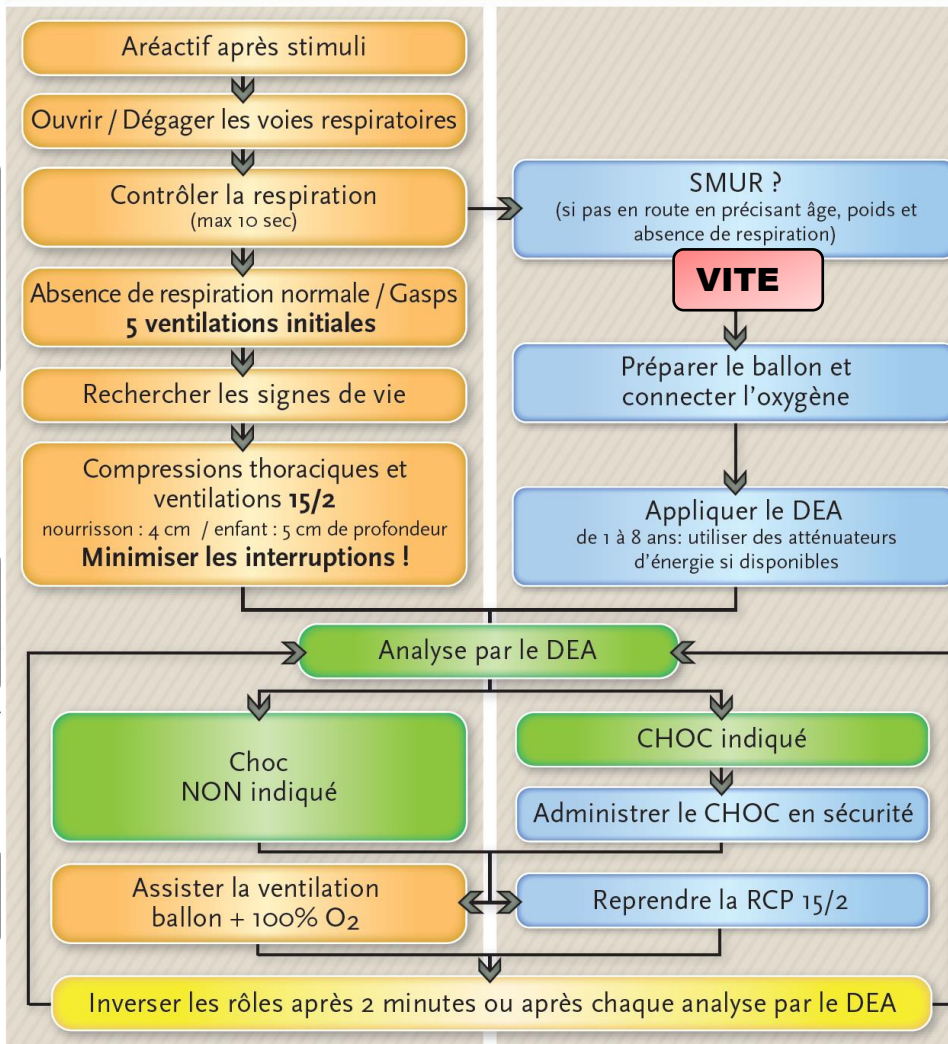 Aréactif après stimuli
Ouvrir / Dégager les voies respiratoires
Contrôler la respiration
(max 10 sec)
SMUR ?
(si pas en route en précisant âge, poids et
absence de respiration)
VITE
Absence de respiration normale / Gasps
5 ventilations initiales
Préparer le ballon et
connecter l'oxygène
Rechercher les signes de vie
Compressions thoraciques et
ventilations 15/2
nourrisson : 4 cm / enfant : 5 cm de profondeur
Minimiser les interruptions !
Appliquer le DEA
de 1 à 8 ans: utiliser des atténuateurs
d'énergie si disponibles
Analyse par le DEA
Choc
NON indiqué
CHOC indiqué
Administrer le CHOC en sécurité
Assister la ventilation
ballon + 100% O2
Reprendre la RCP 15/2
Inverser les rôles après 2 minutes ou après chaque analyse par le DEA